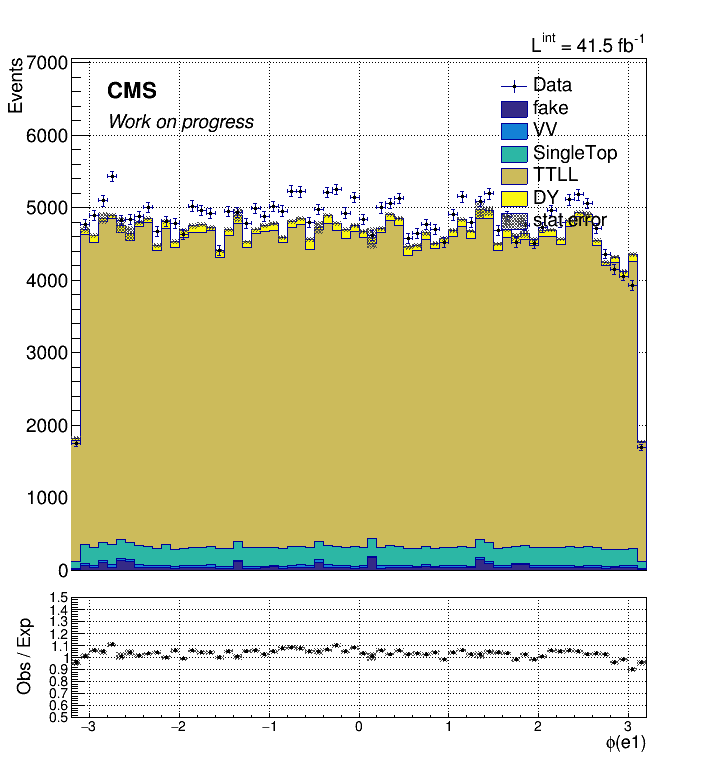 L^int = 41.5 fb^-1
Events
7000
6000
5000
4000
3000
2000
1000
0
CMS
Work on progress
Data
fake
VV
SingleTop
TTLL
DY
stat error
Obs / Exp
1.5
1.4
1.3
1.2
1.1
1
0.9
0.8
0.7
0.6
0.5
−3 −2 −1 0 1 2 3
ϕ(e1)